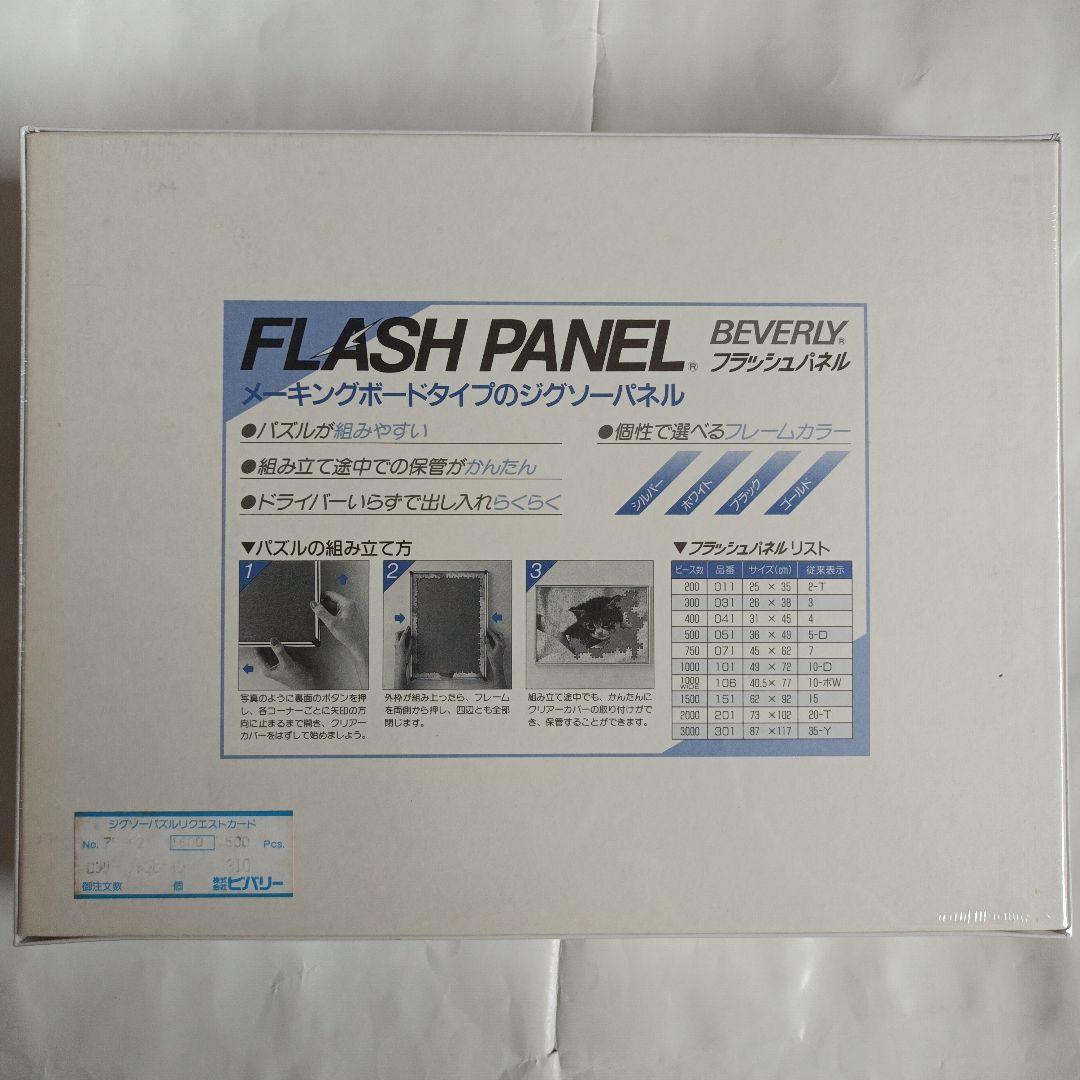 FLASH PANEL® BEVERLY®
フラッシュパネル
メーキングボードタイプのジグソーパネル
●パズルが組みやすい
●組み立て途中での保管がかんたん
●ドライバーいらずで出し入れらくらく
●個性で選べるフレームカラー
シルバー ホワイト ブラック ゴールド
▼パズルの組み立て方
1
写真のように裏面のボタンを押
し、各コーナーごとに矢印の方
向に止まるまで開き、クリアー
カバーをはずして始めましょう。
2
外枠が組み上ったら、フレーム
を両側から押し、四辺とも全部
閉じます。
3
組み立て途中でも、かんたんに
クリアーカバーの取り付けがで
き、保管することができます。
▼フラッシュパネル リスト
ピース数 品番 サイズ(cm) 従来表示
200 011 25 × 35 2-T
300 031 26 × 38 3
400 041 31 × 45 4
500 051 36 × 49 5-D
750 071 45 × 62 7
1000 101 49 × 72 10-D
1000 WIDE 106 40.5× 77 10-ボW
1500 151 62 × 92 15
2000 201 73 ×102 20-T
3000 301 87 ×117 35-Y
ジグソーパズルリクエストカード
No. 500 Pcs.
310
御注文数 個 株式会社ビバリー